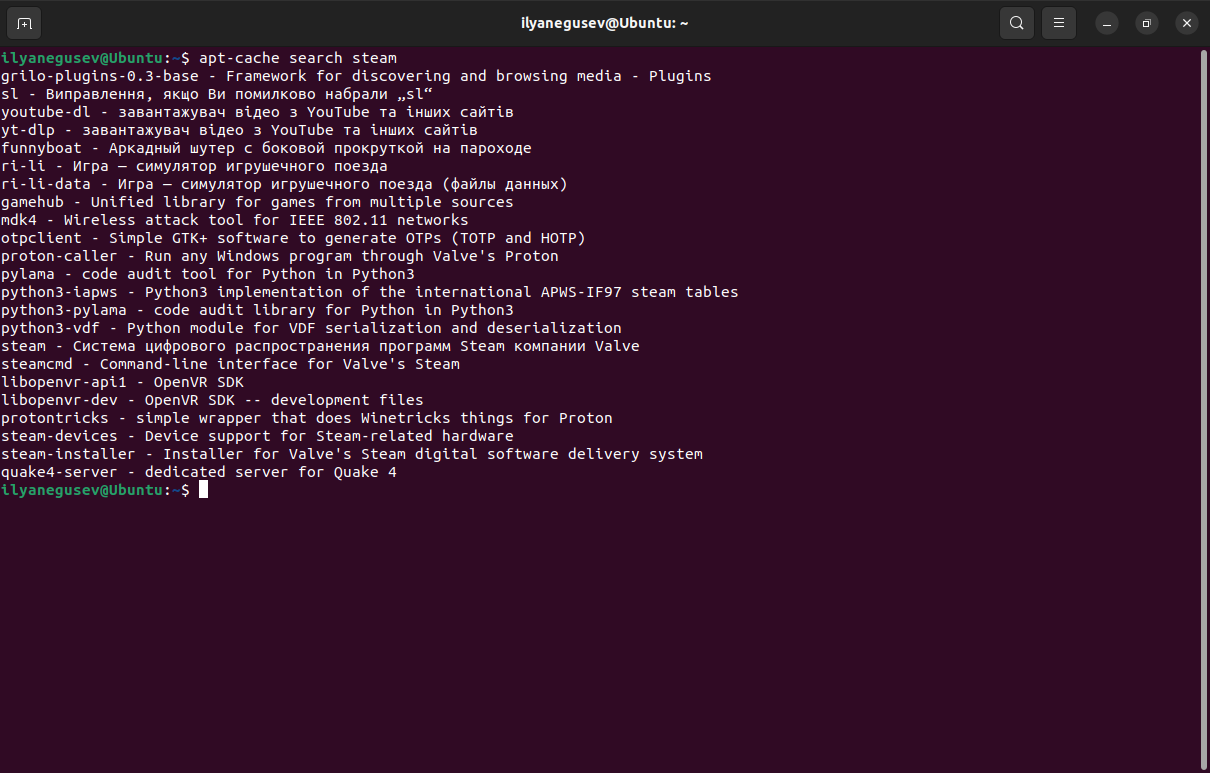 ilyanegusev@Ubuntu: ~
ilyanegusev@Ubuntu:~$ apt-cache search steam
grilo-plugins-0.3-base - Framework for discovering and browsing media - Plugins
sl - Виправлення, якщо Ви помилково набрали „sl“
youtube-dl - завантажувач відео з YouTube та інших сайтів
yt-dlp - завантажувач відео з YouTube та інших сайтів
funnyboat - Аркадный шутер с боковой прокруткой на пароходе
ri-li - Игра — симулятор игрушечного поезда
ri-li-data - Игра — симулятор игрушечного поезда (файлы данных)
gamehub - Unified library for games from multiple sources
mdk4 - Wireless attack tool for IEEE 802.11 networks
otpclient - Simple GTK+ software to generate OTPs (TOTP and HOTP)
proton-caller - Run any Windows program through Valve's Proton
pylama - code audit tool for Python in Python3
python3-iapws - Python3 implementation of the international APWS-IF97 steam tables
python3-pylama - code audit library for Python in Python3
python3-vdf - Python module for VDF serialization and deserialization
steam - Система цифрового распространения программ Steam компании Valve
steamcmd - Command-line interface for Valve's Steam
libopenvr-api1 - OpenVR SDK
libopenvr-dev - OpenVR SDK -- development files
protontricks - simple wrapper that does Winetricks things for Proton
steam-devices - Device support for Steam-related hardware
steam-installer - Installer for Valve's Steam digital software delivery system
quake4-server - dedicated server for Quake 4
ilyanegusev@Ubuntu:~$